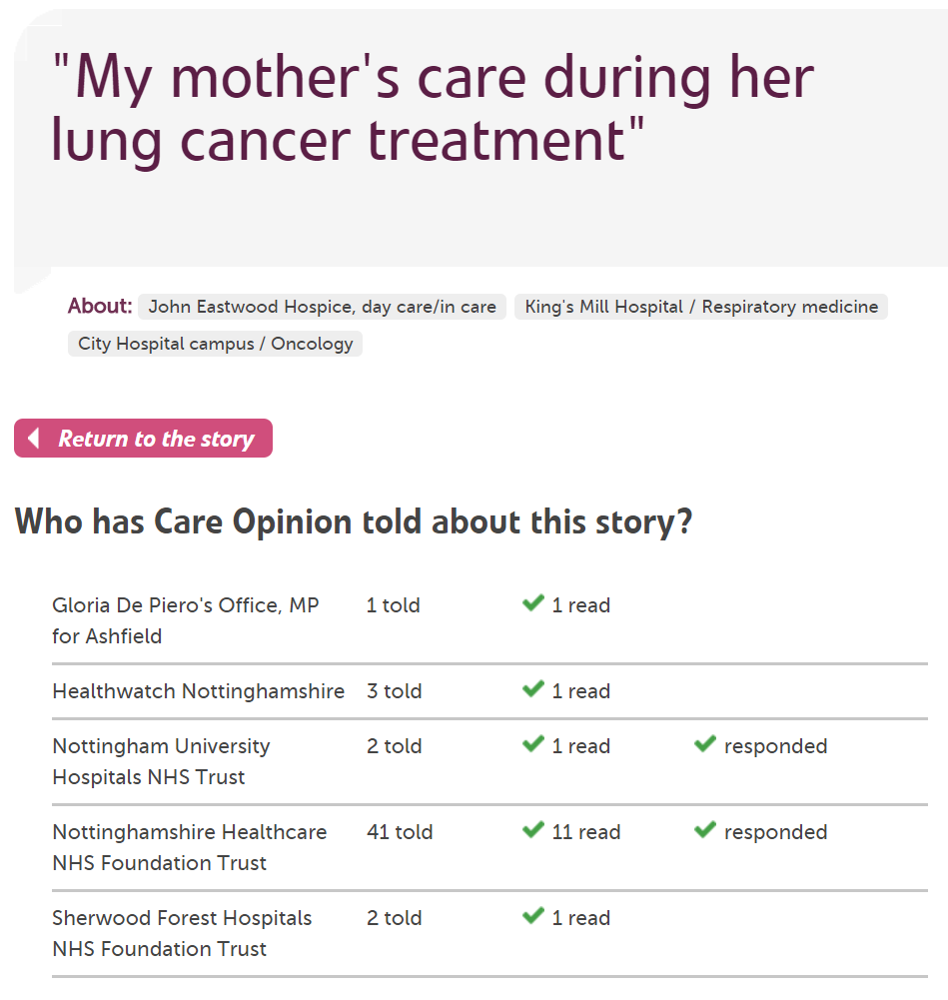 "My mother's care during her
lung cancer treatment"
About: John Eastwood Hospice, day care/in care King's Mill Hospital / Respiratory medicine
City Hospital campus / Oncology
Return to the story
Who has Care Opinion told about this story?
Gloria De Piero's Office, MP 1 told 1 read
for Ashfield
Healthwatch Nottinghamshire 3 told 1 read
Nottingham University 2 told 1 read responded
Hospitals NHS Trust
Nottinghamshire Healthcare 41 told 11 read responded
NHS Foundation Trust
Sherwood Forest Hospitals 2 told 1 read
NHS Foundation Trust